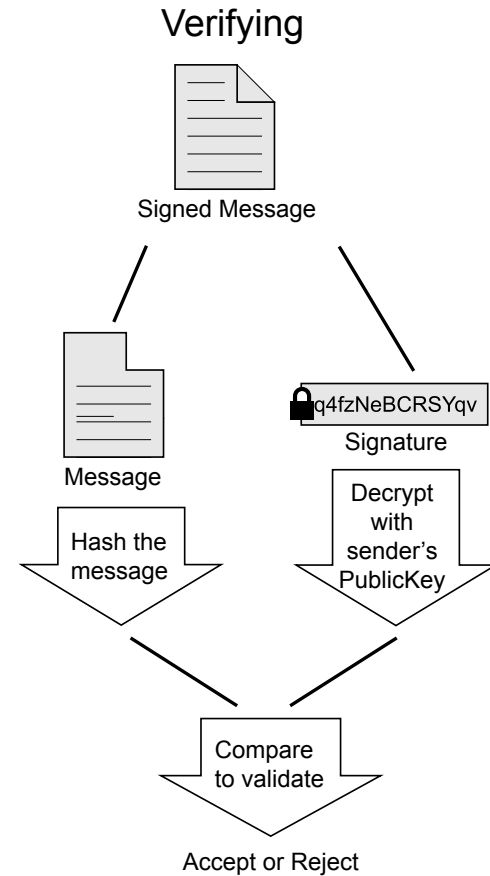 Verifying
Signed Message
Message
q4fzNeBCRSYqv
Signature
Hash the
message
Decrypt
with
sender’s
PublicKey
Compare
to validate
Accept or Reject